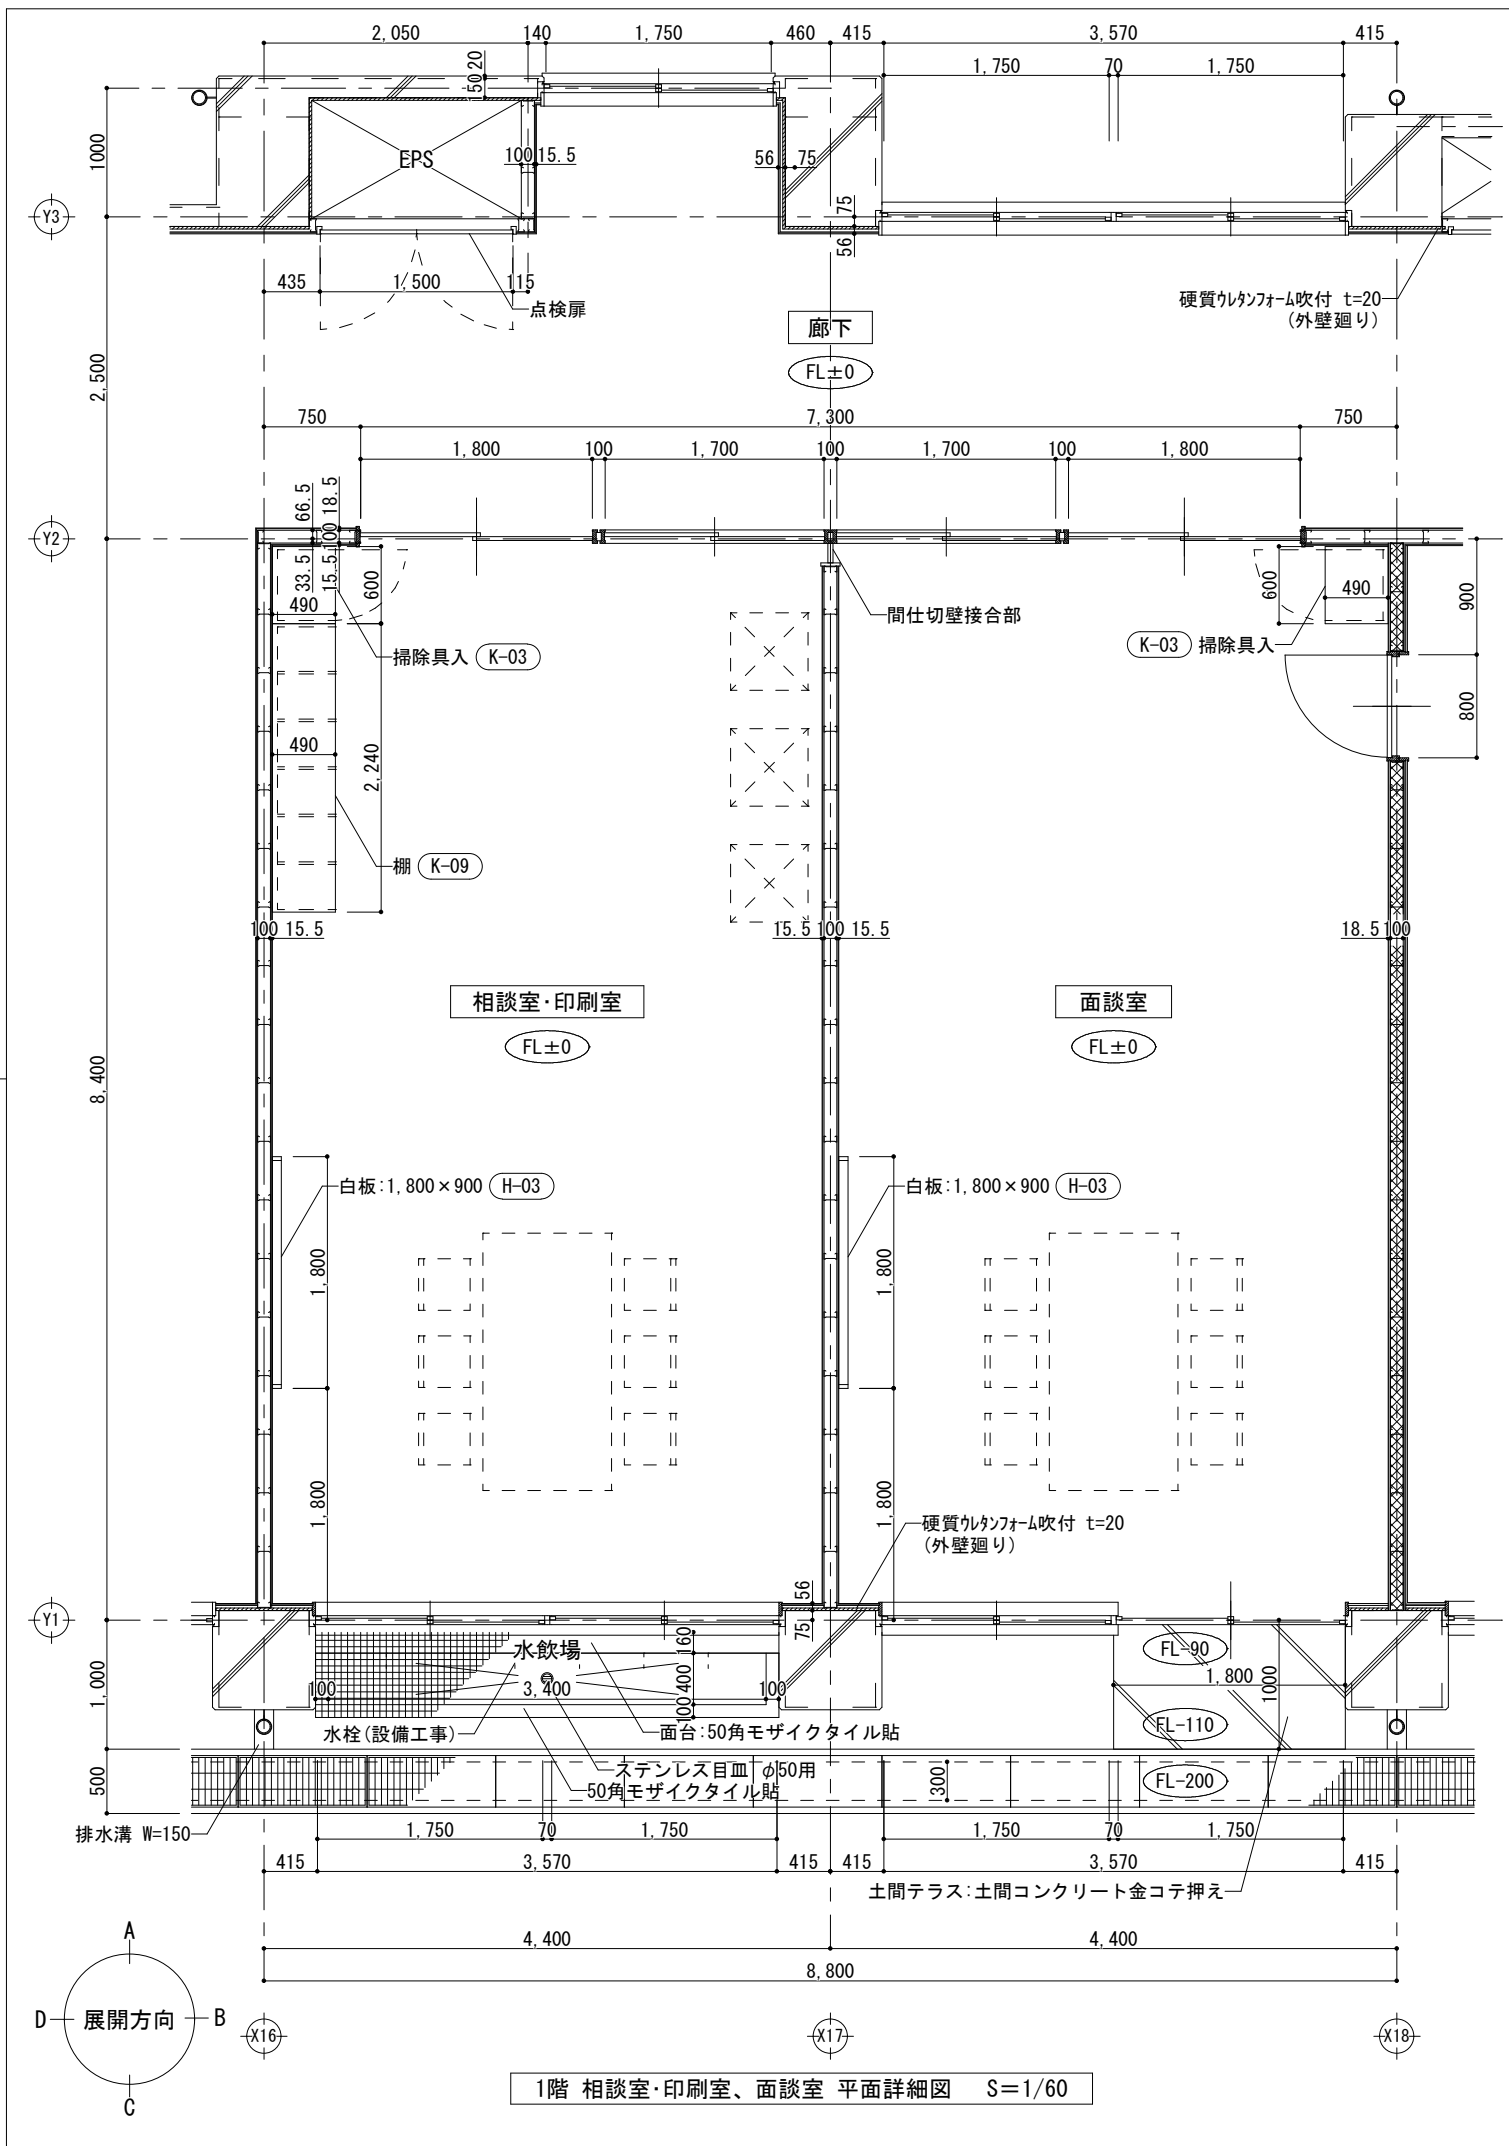 2,050 140 1,750 460 415 3,570 415
1,750 70 1,750
150 20
1000
EPS
100 15.5
56 75
75
56
Y3
435 1,500 115
点検扉
硬質ウレタンフォーム吹付 t=20
(外壁廻り)
廊下
FL±0
2,500
750 7,300 750
1,800 100 1,700 100 1,700 100 1,800
66.5
33.5
18.5
100
15.5
Y2
600
490
600
490
900
間仕切壁接合部
掃除具入 K-03
K-03 掃除具入
800
490
2,240
棚 K-09
100 15.5
15.5 100 15.5
18.5 100
相談室・印刷室
FL±0
面談室
FL±0
8,400
白板:1,800×900 H-03
白板:1,800×900 H-03
1,800
1,800
1,800
1,800
硬質ウレタンフォーム吹付 t=20
(外壁廻り)
56
75
Y1
水飲場
160
400
100
100 3,400 100
FL-90
1,800
1000
1,000
水栓(設備工事)
面台:50角モザイクタイル貼
FL-110
ステンレス目皿 φ50用
50角モザイクタイル貼
300
FL-200
500
排水溝 W=150
1,750 70 1,750 1,750 70 1,750
415 3,570 415 415 3,570 415
土間テラス:土間コンクリート金コテ押え
4,400 4,400
8,800
A
D 展開方向 B
C
X16 X17 X18
1階 相談室・印刷室、面談室 平面詳細図 S=1/60